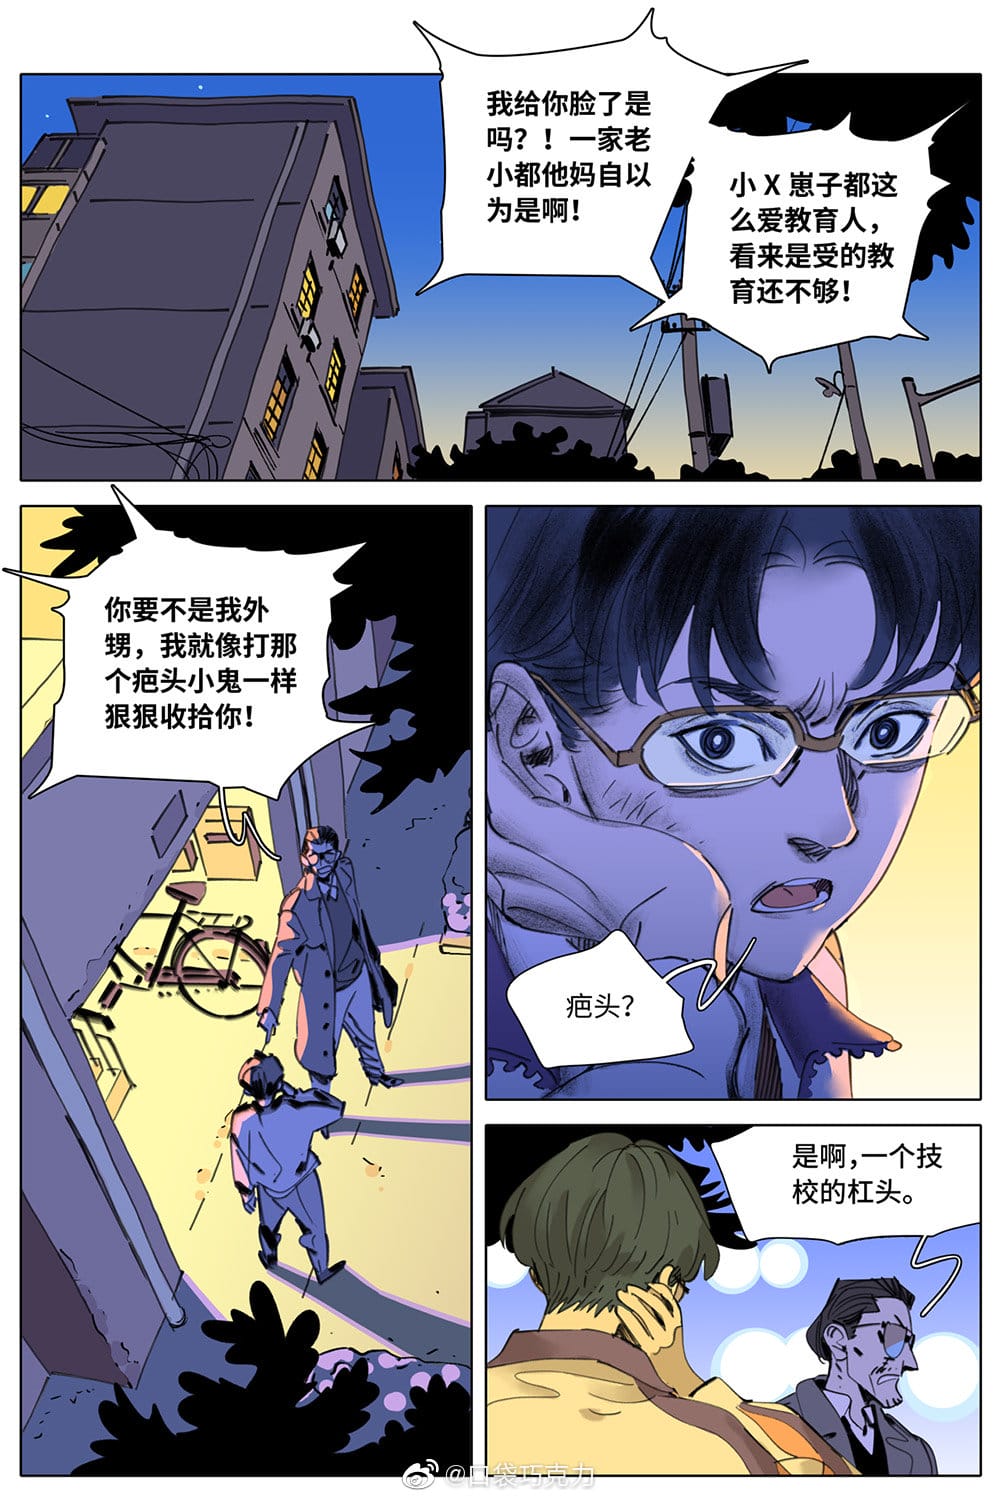 我给你脸了是
吗?！一家老
小都他妈自以
为是啊！
小 X 崽子都这
么爱教育人，
看来是受的教
育还不够！
你要不是我外
甥，我就像打那
个疤头小鬼一样
狠狠收拾你！
疤头？
是啊，一个技
校的杠头。
@口袋巧克力